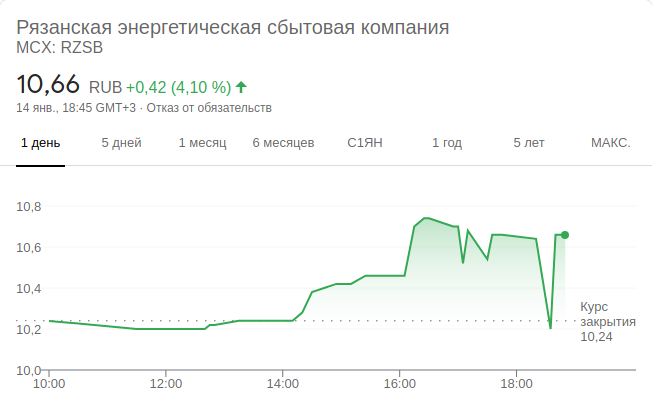 Рязанская энергетическая сбытовая компания
MCX: RZSB
10,66 RUB +0,42 (4,10 %)
14 янв., 18:45 GMT+3 · Отказ от обязательств
1 день 5 дней 1 месяц 6 месяцев С1ЯН 1 год 5 лет МАКС.
10,8
10,6
10,4
10,2
10,0
Курс
закрытия
10,24
10:00 12:00 14:00 16:00 18:00